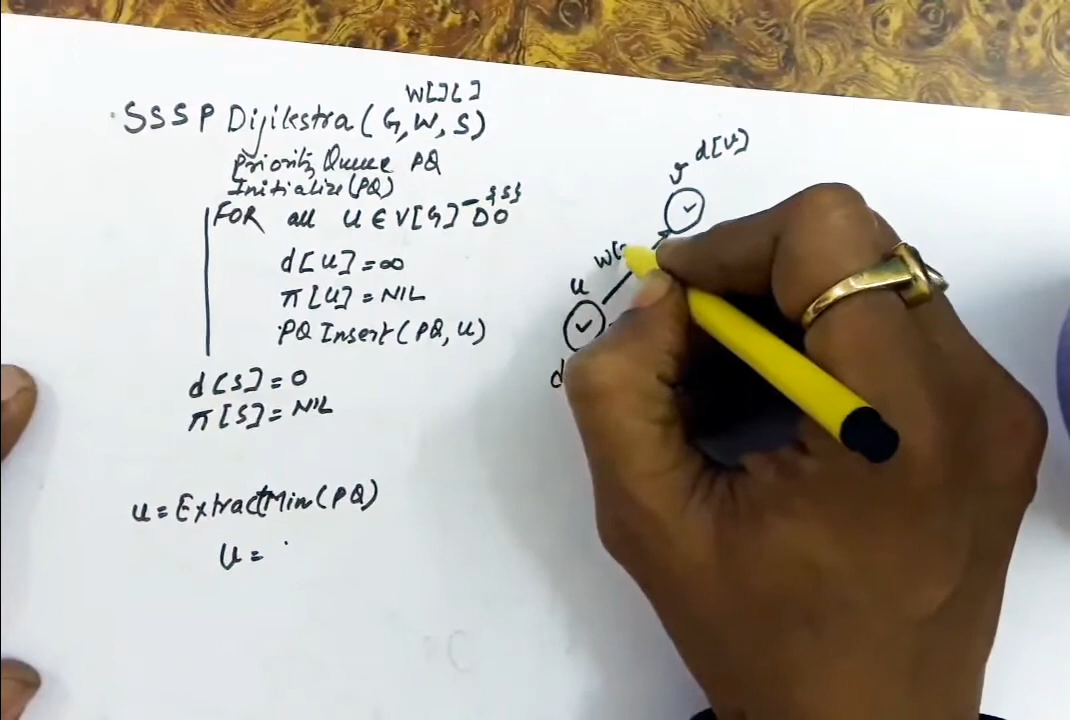 W[][]
SSSP Dijikstra(G,W,S)
Priority Queue PQ
Initialize(PQ)
FOR all u ∈ V[G]-{s} DO
d[u]=∞
π[u]=NIL
PQ Insert(PQ,u)
d[s]=0
π[s]=NIL
u=ExtractMin(PQ)
u=
v d[v]
w[
u
d